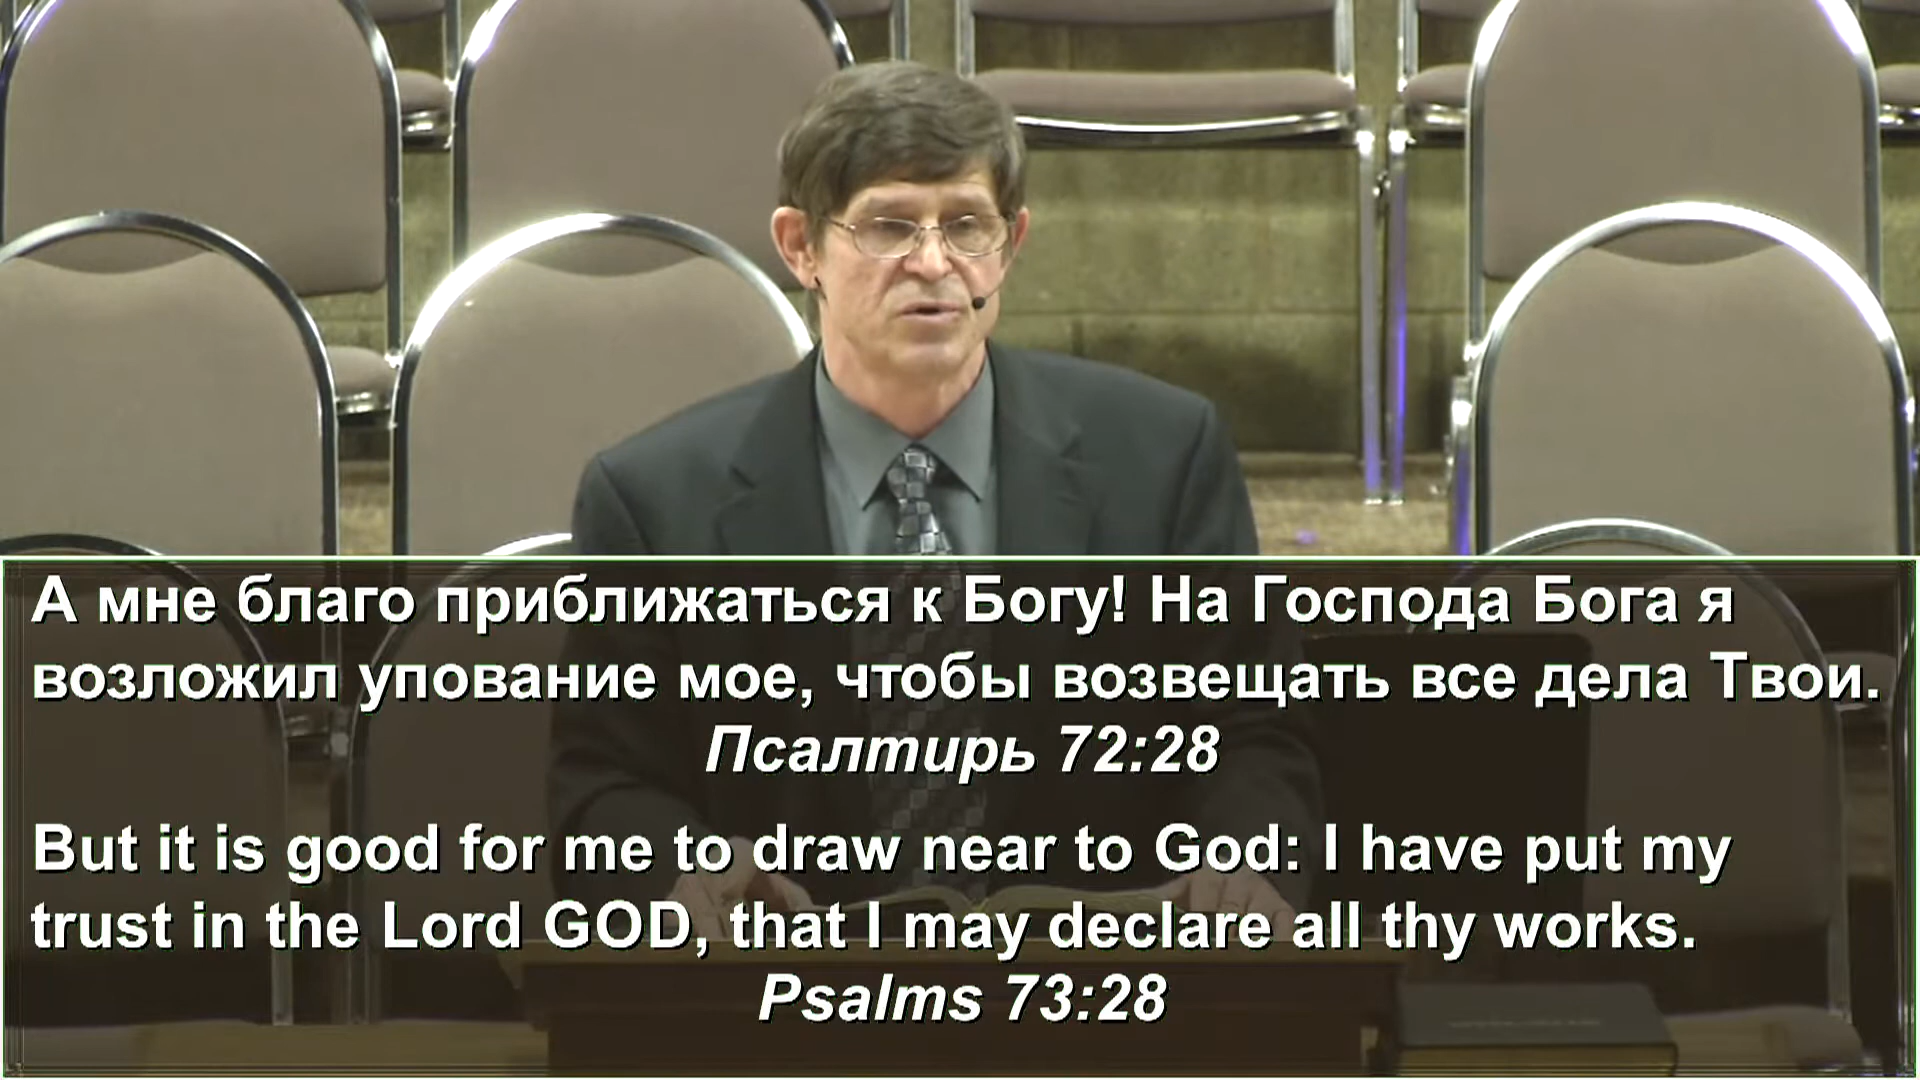 А мне благо приближаться к Богу! На Господа Бога я
возложил упование мое, чтобы возвещать все дела Твои.
Псалтирь 72:28
But it is good for me to draw near to God: I have put my
trust in the Lord GOD, that I may declare all thy works.
Psalms 73:28